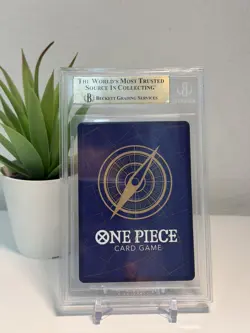 THE WORLD'S MOST TRUSTED
SOURCE IN COLLECTING
BECKETT GRADING SERVICES
ONE PIECE
CARD GAME